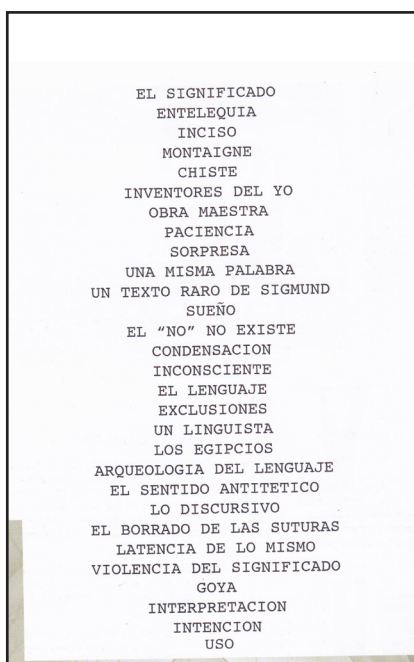 EL SIGNIFICADO
ENTELEQUIA
INCISO
MONTAIGNE
CHISTE
INVENTORES DEL YO
OBRA MAESTRA
PACIENCIA
SORPRESA
UNA MISMA PALABRA
UN TEXTO RARO DE SIGMUND
SUEÑO
EL “NO” NO EXISTE
CONDENSACION
INCONSCIENTE
EL LENGUAJE
EXCLUSIONES
UN LINGUISTA
LOS EGIPCIOS
ARQUEOLOGIA DEL LENGUAJE
EL SENTIDO ANTITETICO
LO DISCURSIVO
EL BORRADO DE LAS SUTURAS
LATENCIA DE LO MISMO
VIOLENCIA DEL SIGNIFICADO
GOYA
INTERPRETACION
INTENCION
USO